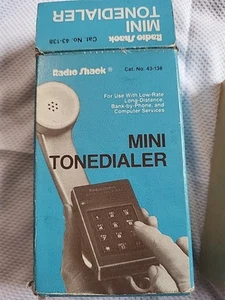 Cat. No. 43-138
MINI
TONEDIALER
Radio Shack
Radio Shack®
Cat. No. 43-138
For Use With Low-Rate
Long-Distance,
Bank-by-Phone, and
Computer Services
MINI
TONEDIALER